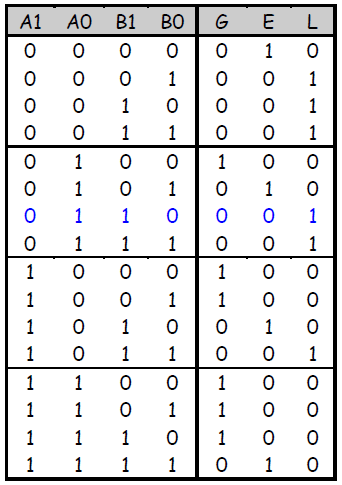 A1 A0 B1 B0 G E L
0 0 0 0 0 1 0
0 0 0 1 0 0 1
0 0 1 0 0 0 1
0 0 1 1 0 0 1
0 1 0 0 1 0 0
0 1 0 1 0 1 0
0 1 1 0 0 0 1
0 1 1 1 0 0 1
1 0 0 0 1 0 0
1 0 0 1 1 0 0
1 0 1 0 0 1 0
1 0 1 1 0 0 1
1 1 0 0 1 0 0
1 1 0 1 1 0 0
1 1 1 0 1 0 0
1 1 1 1 0 1 0